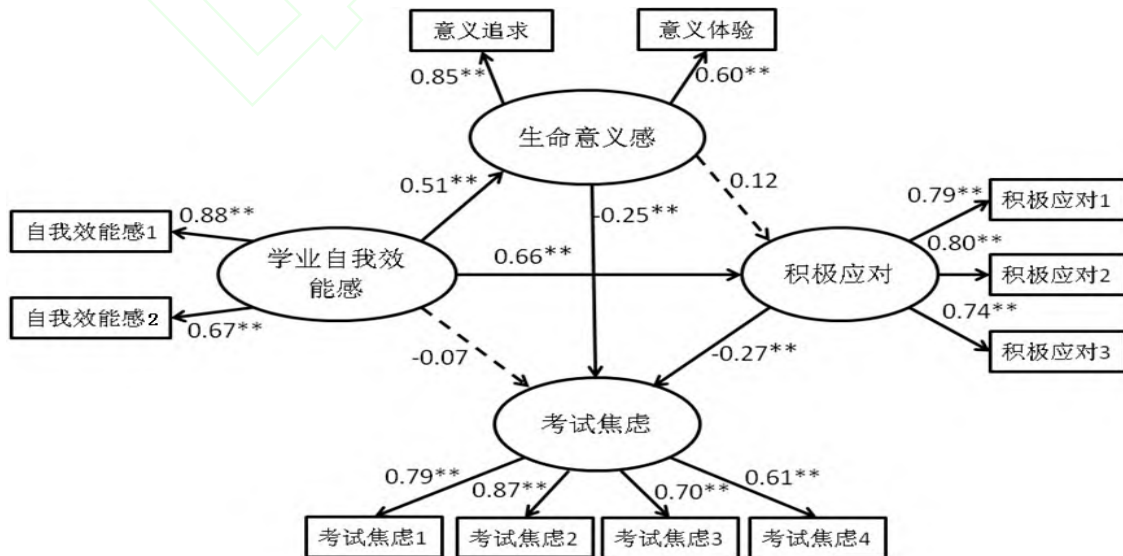 意义追求
意义体验
0.85**
0.60**
生命意义感
0.51**
0.12
-0.25**
0.79**
积极应对1
自我效能感1
0.88**
学业自我效
能感
0.66**
积极应对
0.80**
积极应对2
自我效能感2
0.67**
-0.07
-0.27**
0.74**
积极应对3
考试焦虑
0.79**
0.87**
0.70**
0.61**
考试焦虑1
考试焦虑2
考试焦虑3
考试焦虑4